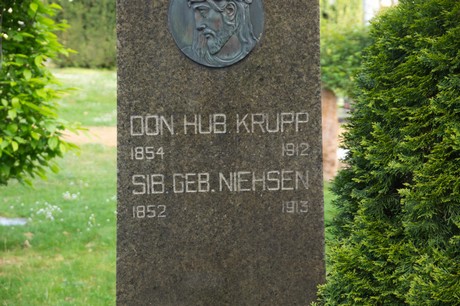 DON. HUB. KRUPP
1854 1912
SIB. GEB. NIEHSEN
1852 1913